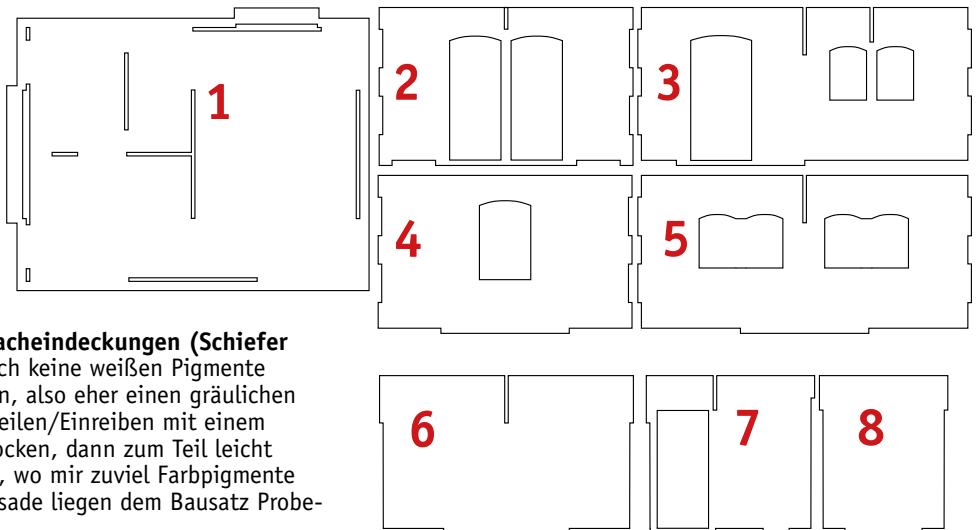 1
2
3
4
5
acheindeckungen (Schiefer
ch keine weißen Pigmente
n, also eher einen gräulichen
eilen/Einreiben mit einem
ocken, dann zum Teil leicht
, wo mir zuviel Farbpigmente
sade liegen dem Bausatz Probe-
6
7
8